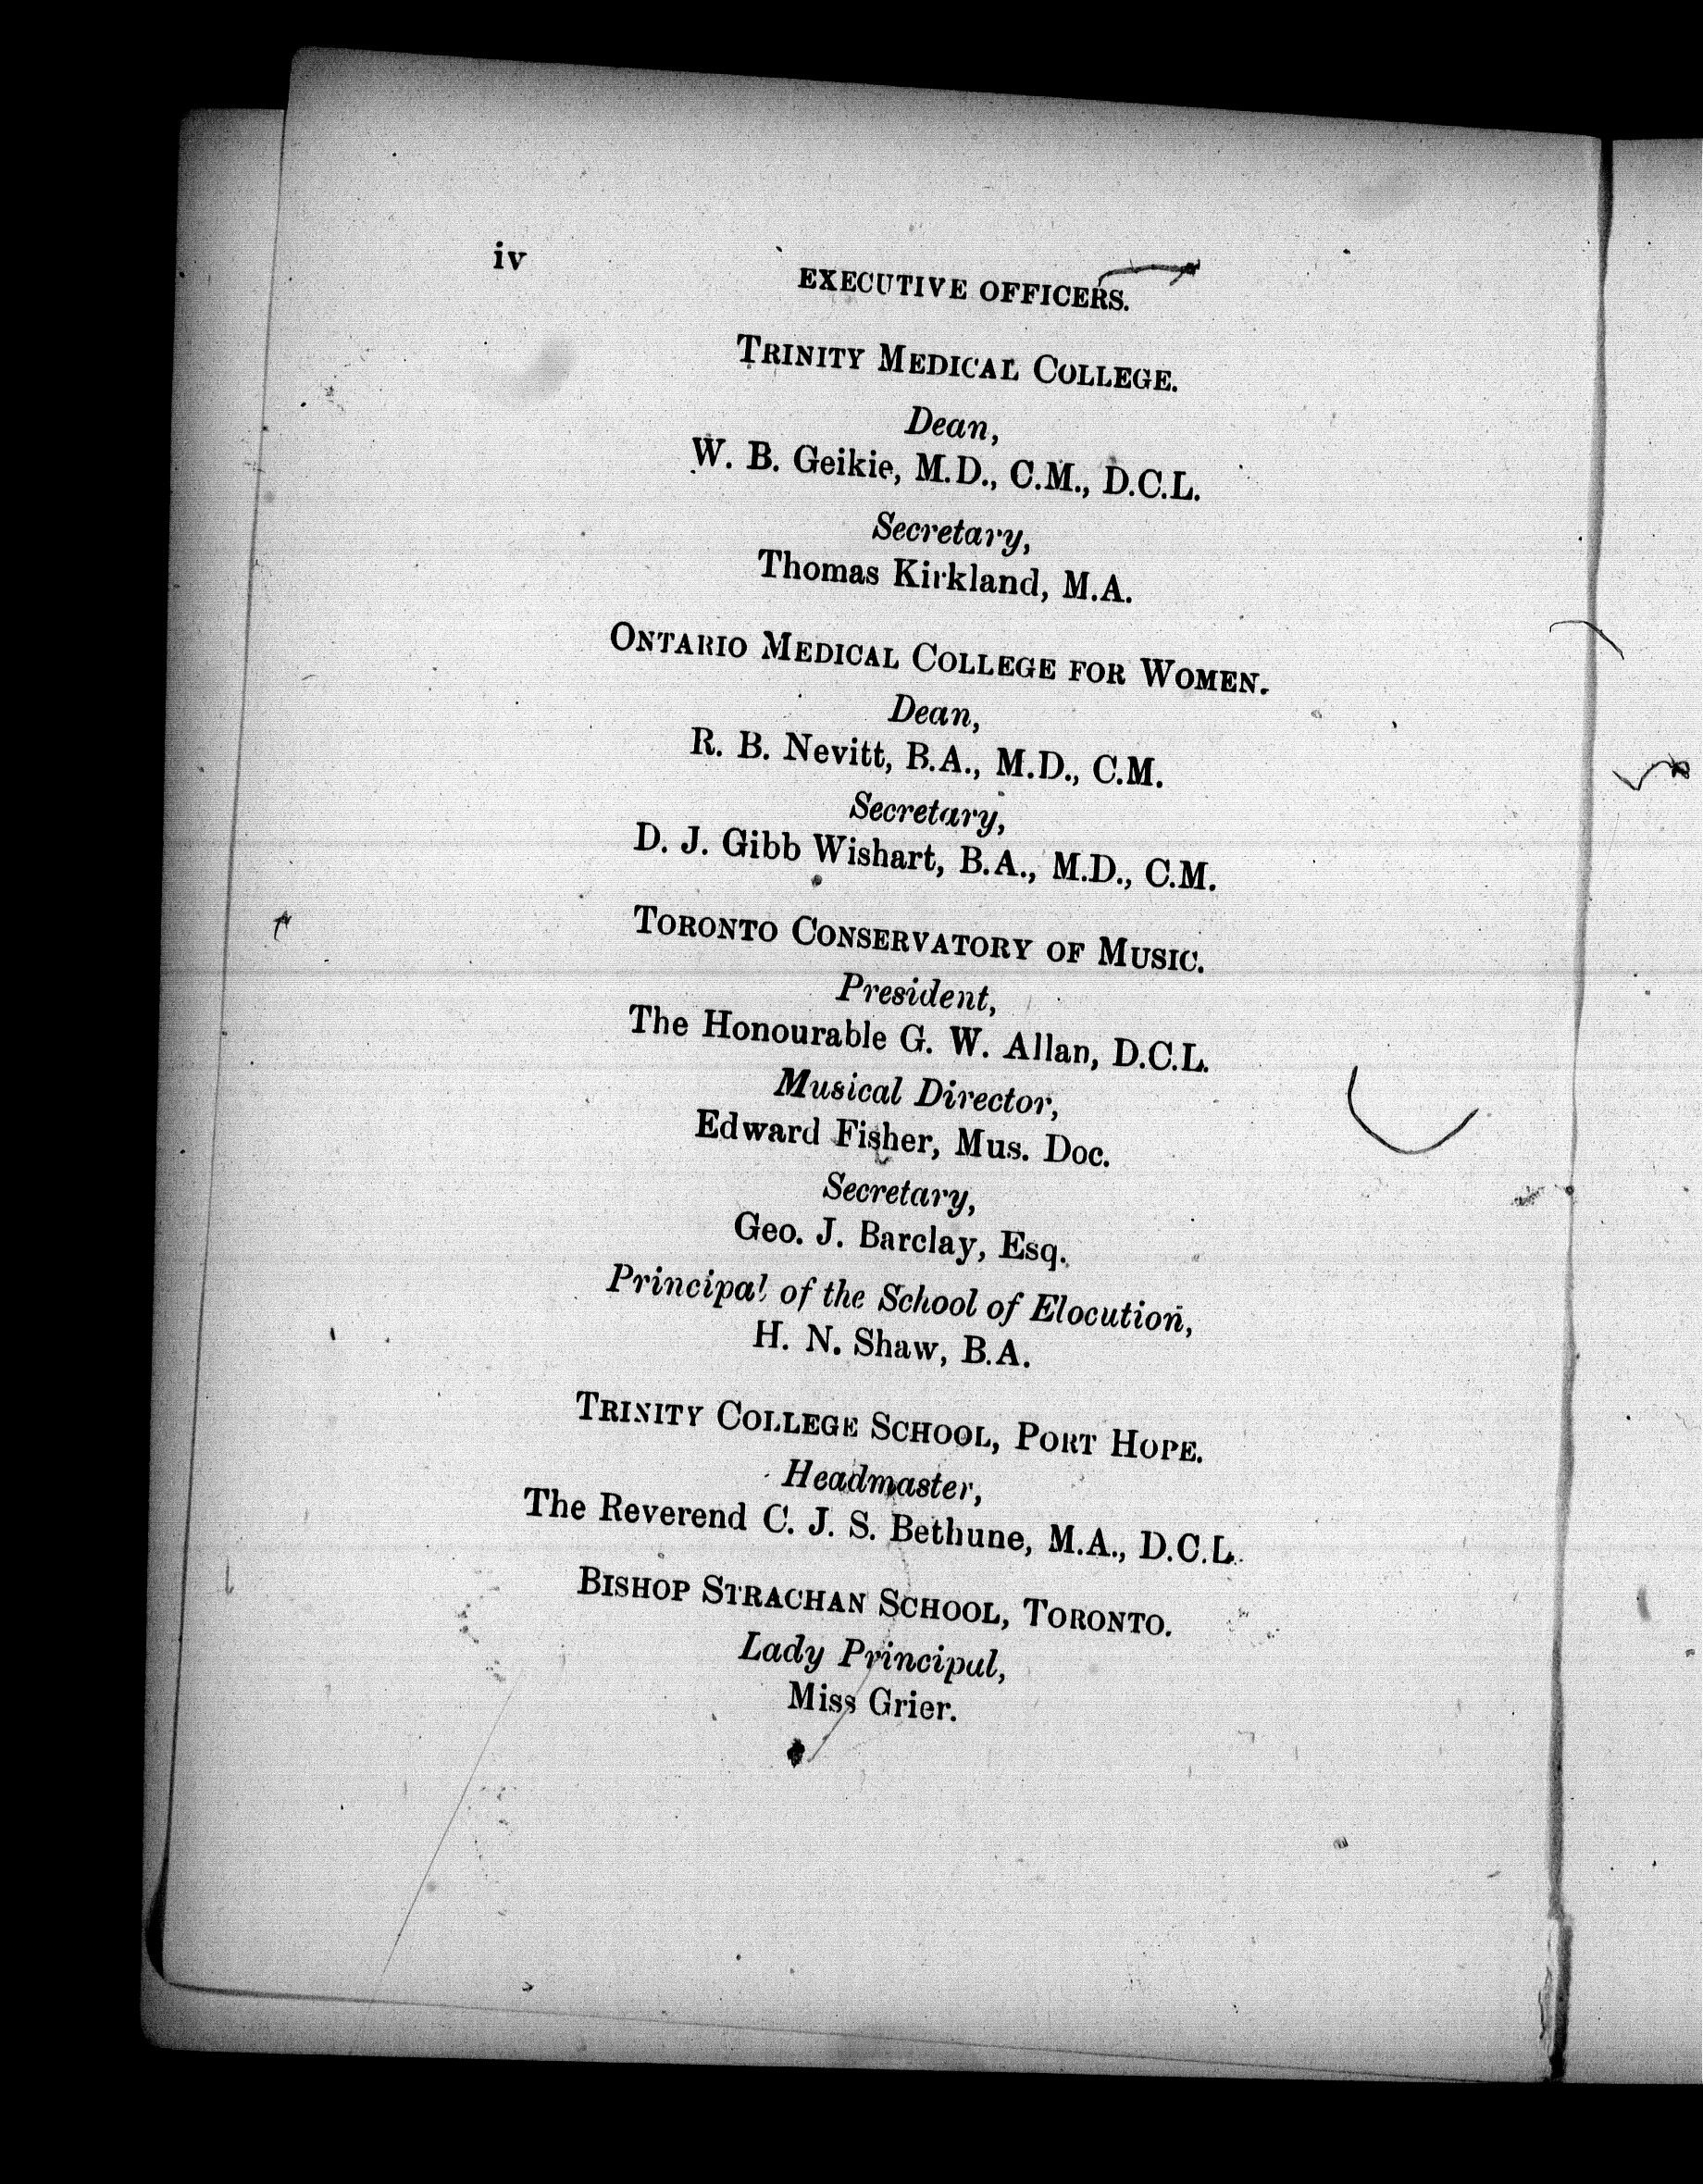 iv
EXECUTIVE OFFICERS.
TRINITY MEDICAL COLLEGE.
Dean,
W. B. Geikie, M.D., C.M., D.C.L.
Secretary,
Thomas Kirkland, M.A.
ONTARIO MEDICAL COLLEGE FOR WOMEN.
Dean,
R. B. Nevitt, B.A., M.D., C.M.
Secretary,
D. J. Gibb Wishart, B.A., M.D., C.M.
TORONTO CONSERVATORY OF MUSIC.
President,
The Honourable G. W. Allan, D.C.L.
Musical Director,
Edward Fisher, Mus. Doc.
Secretary,
Geo. J. Barclay, Esq.
Principal of the School of Elocution,
H. N. Shaw, B.A.
TRINITY COLLEGE SCHOOL, PORT HOPE.
Headmaster,
The Reverend C. J. S. Bethune, M.A., D.C.L.
BISHOP STRACHAN SCHOOL, TORONTO.
Lady Principal,
Miss Grier.